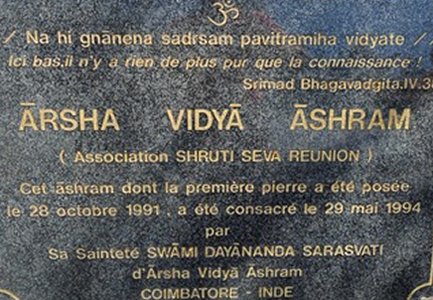 ॐ
/ Na hi gnānena sadrsam pavitramiha vidyate /
Ici bas,il n'y a rien de plus pur que la connaissance !
Srimad Bhagavadgita.IV.38
ĀRSHA VIDYĀ ĀSHRAM
( Association SHRUTI SEVA REUNION )
Cet āshram dont la première pierre a été posée
le 28 octobre 1991 , a été consacré le 29 mai 1994
par
Sa Sainteté SWĀMI DAYĀNANDA SARASVATI
d'Ārsha Vidyā Āshram
COIMBATORE - INDE